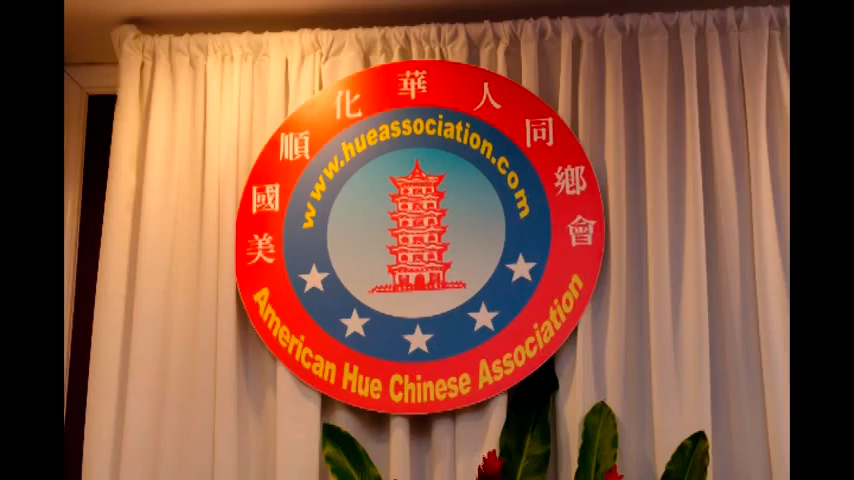 美國順化華人同鄉會
www.hueassociation.com
American Hue Chinese Association